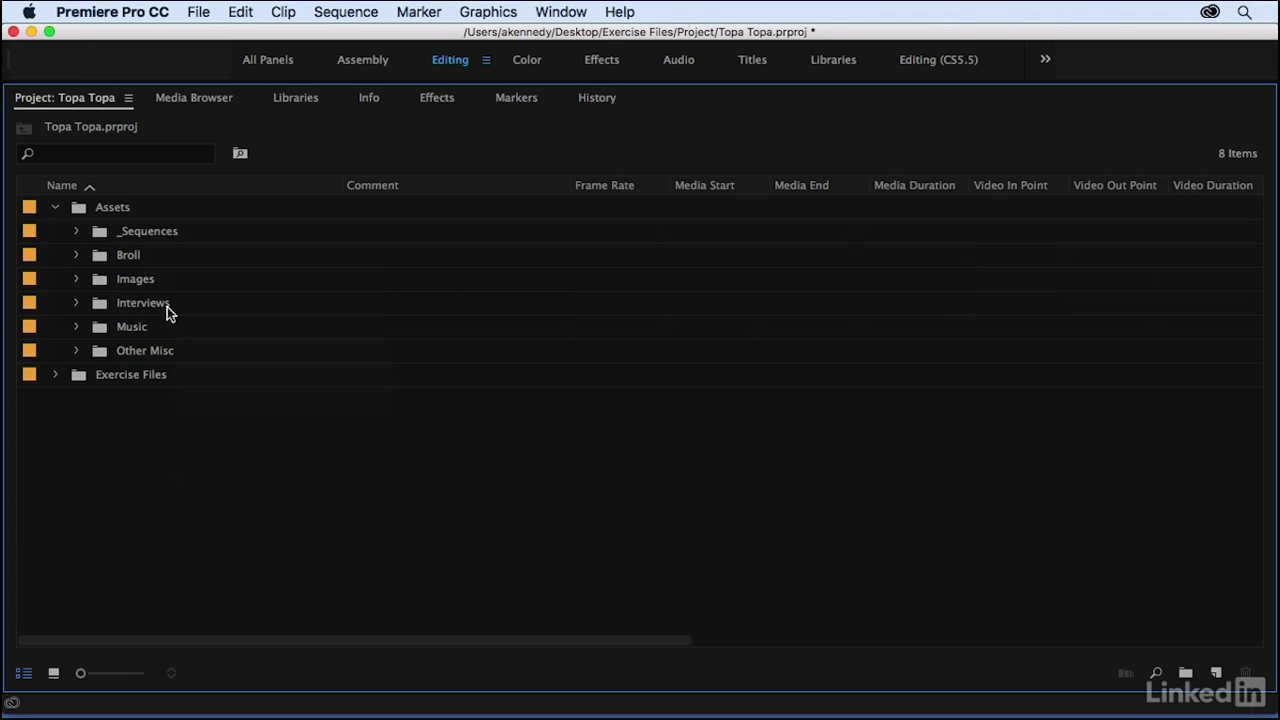 Premiere Pro CC File Edit Clip Sequence Marker Graphics Window Help
/Users/akennedy/Desktop/Exercise Files/Project/Topa Topa.prproj *
All Panels Assembly Editing Color Effects Audio Titles Libraries Editing (CS5.5)
Project: Topa Topa Media Browser Libraries Info Effects Markers History
Topa Topa.prproj
8 Items
Name Comment Frame Rate Media Start Media End Media Duration Video In Point Video Out Point Video Duration
Assets
_Sequences
Broll
Images
Interviews
Music
Other Misc
Exercise Files
Linked in